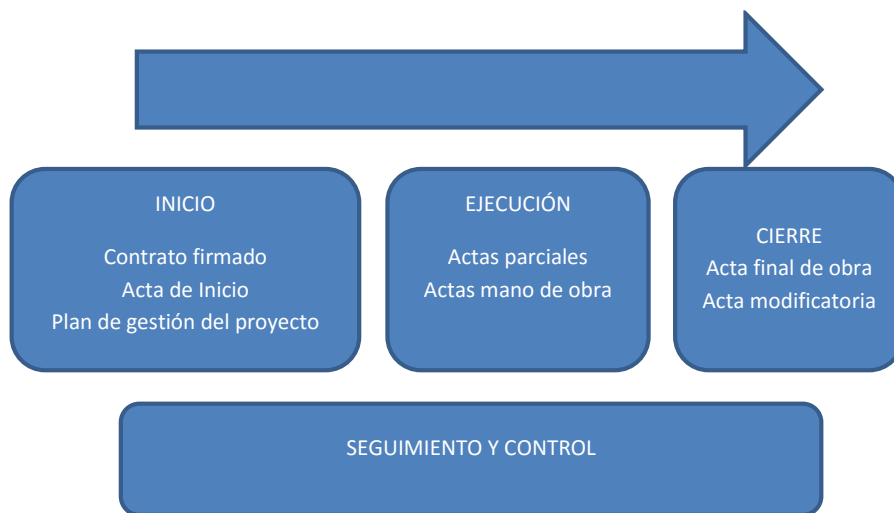 INICIO
Contrato firmado
Acta de Inicio
Plan de gestión del proyecto
EJECUCIÓN
Actas parciales
Actas mano de obra
CIERRE
Acta final de obra
Acta modificatoria
SEGUIMIENTO Y CONTROL